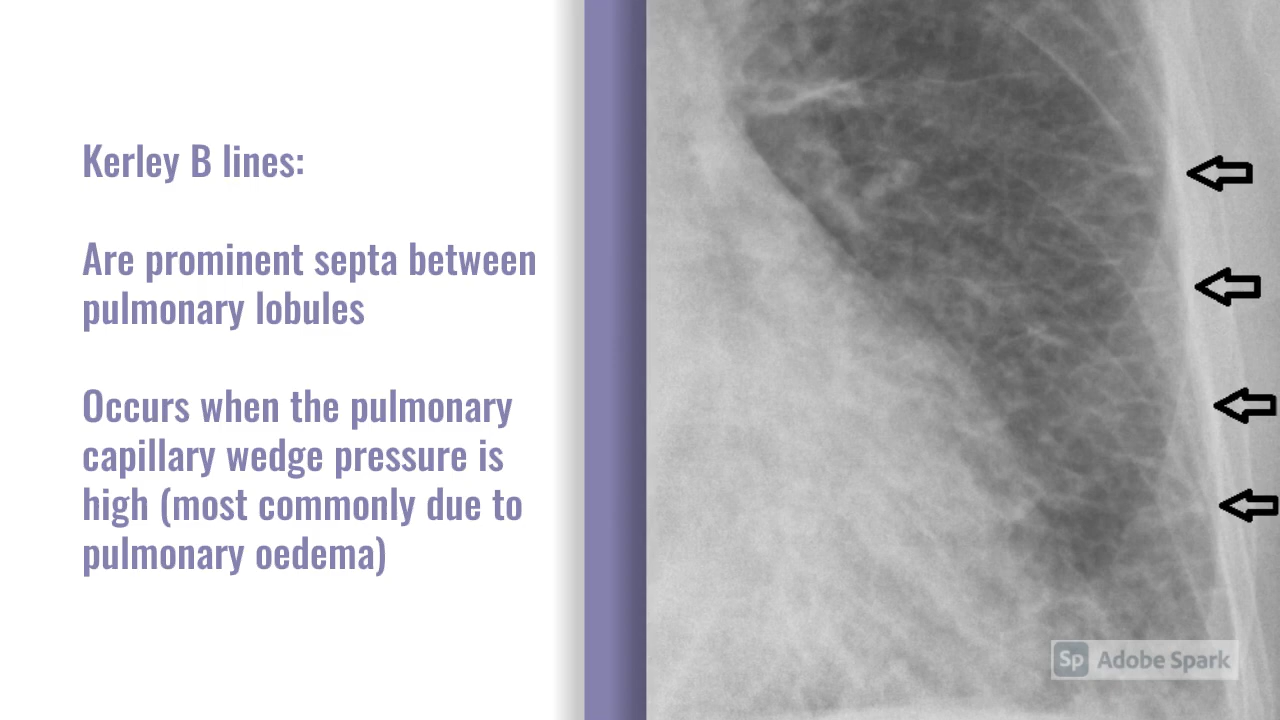 Kerley B lines:
Are prominent septa between
pulmonary lobules
Occurs when the pulmonary
capillary wedge pressure is
high (most commonly due to
pulmonary oedema)
Sp Adobe Spark